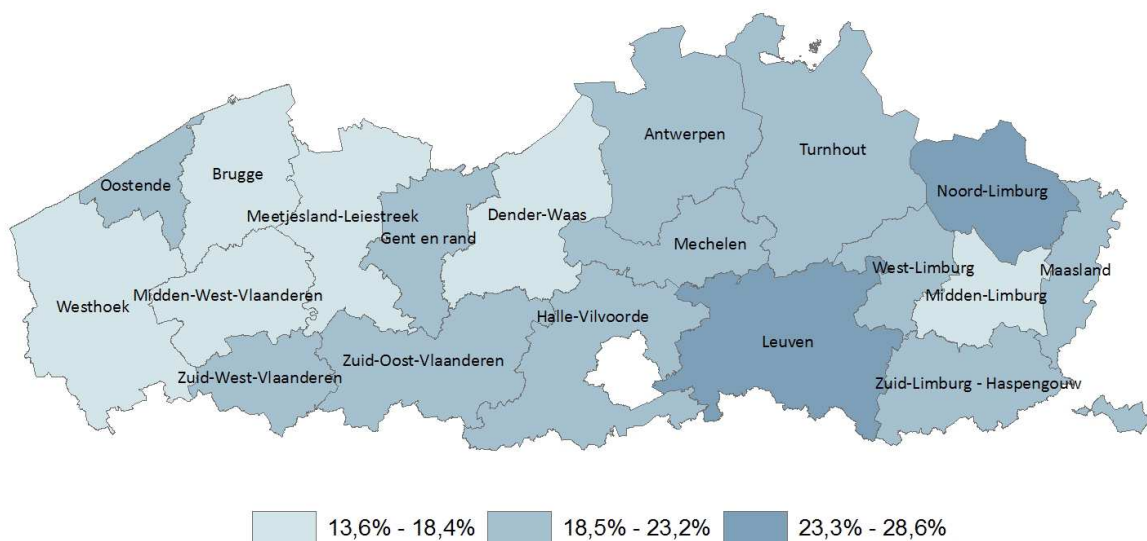 Antwerpen
Turnhout
Brugge
Oostende
Noord-Limburg
Meetjesland-Leiestreek
Dender-Waas
Gent en rand
Mechelen
West-Limburg
Maasland
Midden-West-Vlaanderen
Midden-Limburg
Westhoek
Halle-Vilvoorde
Leuven
Zuid-Oost-Vlaanderen
Zuid-West-Vlaanderen
Zuid-Limburg - Haspengouw
13,6% - 18,4% 18,5% - 23,2% 23,3% - 28,6%